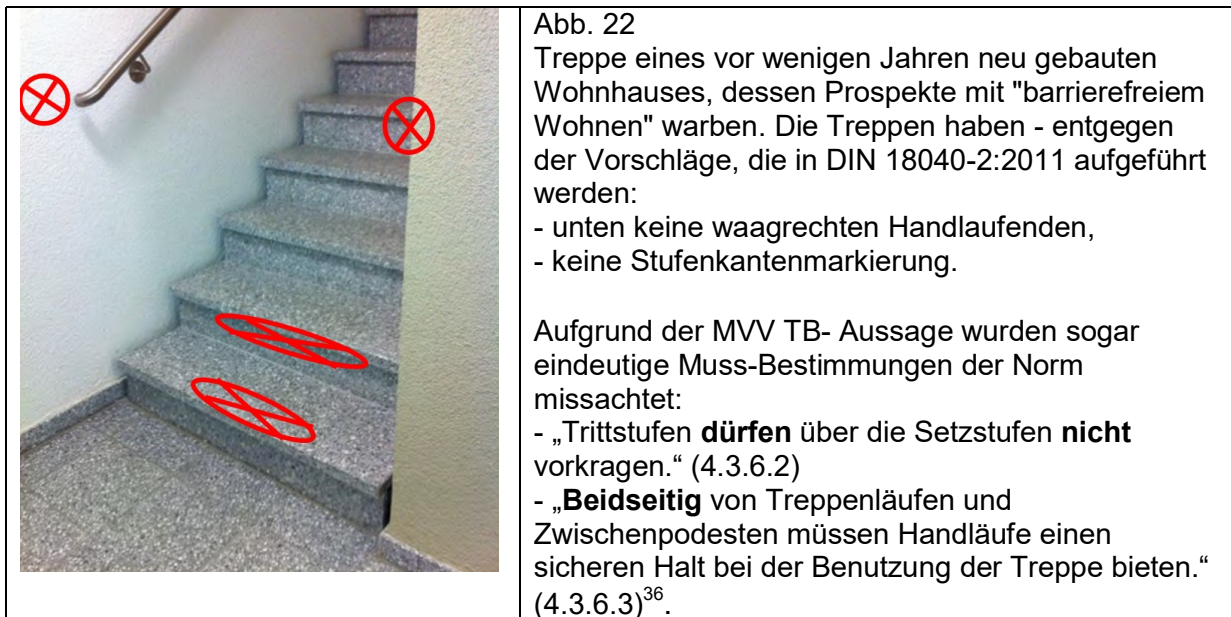 Abb. 22
Treppe eines vor wenigen Jahren neu gebauten
Wohnhauses, dessen Prospekte mit "barrierefreiem
Wohnen" warben. Die Treppen haben - entgegen
der Vorschläge, die in DIN 18040-2:2011 aufgeführt
werden:
- unten keine waagrechten Handlaufenden,
- keine Stufenkantenmarkierung.
Aufgrund der MVV TB- Aussage wurden sogar
eindeutige Muss-Bestimmungen der Norm
missachtet:
- „Trittstufen dürfen über die Setzstufen nicht
vorkragen.“ (4.3.6.2)
- „Beidseitig von Treppenläufen und
Zwischenpodesten müssen Handläufe einen
sicheren Halt bei der Benutzung der Treppe bieten.“
(4.3.6.3)36.